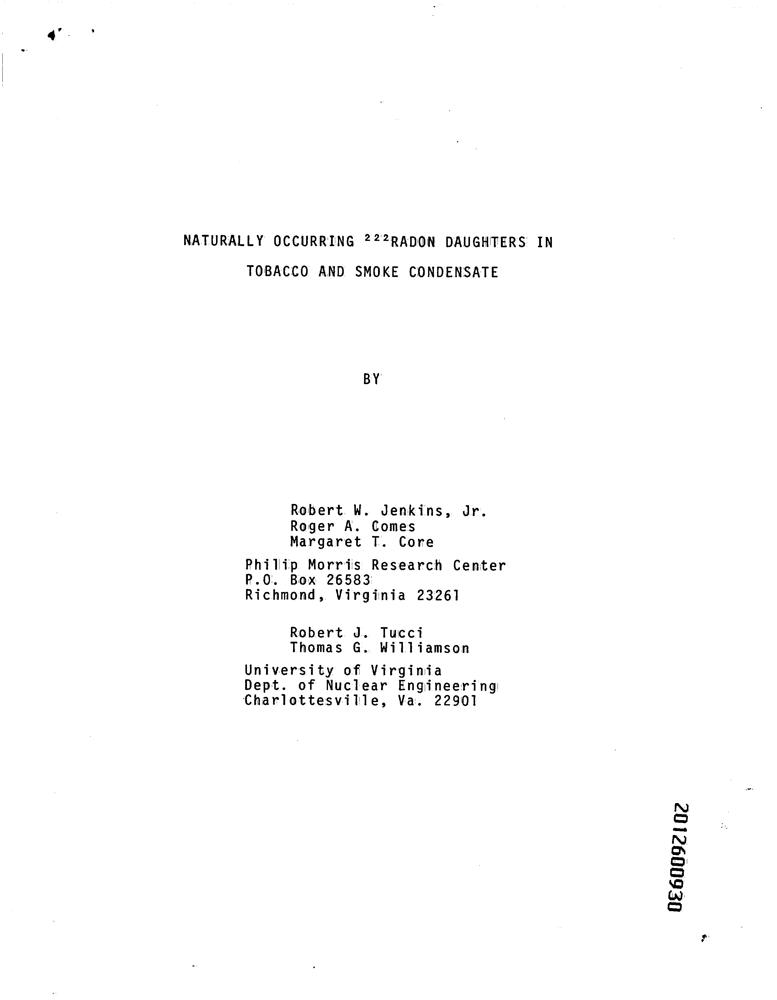 NATURALLY OCCURRING ²²²RADON DAUGHTERS IN
TOBACCO AND SMOKE CONDENSATE
BY
Robert W. Jenkins, Jr.
Roger A. Comes
Margaret T. Core
Philip Morris Research Center
P.O. Box 26583
Richmond, Virginia 23261
Robert J. Tucci
Thomas G. Williamson
University of Virginia
Dept. of Nuclear Engineering
Charlottesville, Va. 22901
2012600930